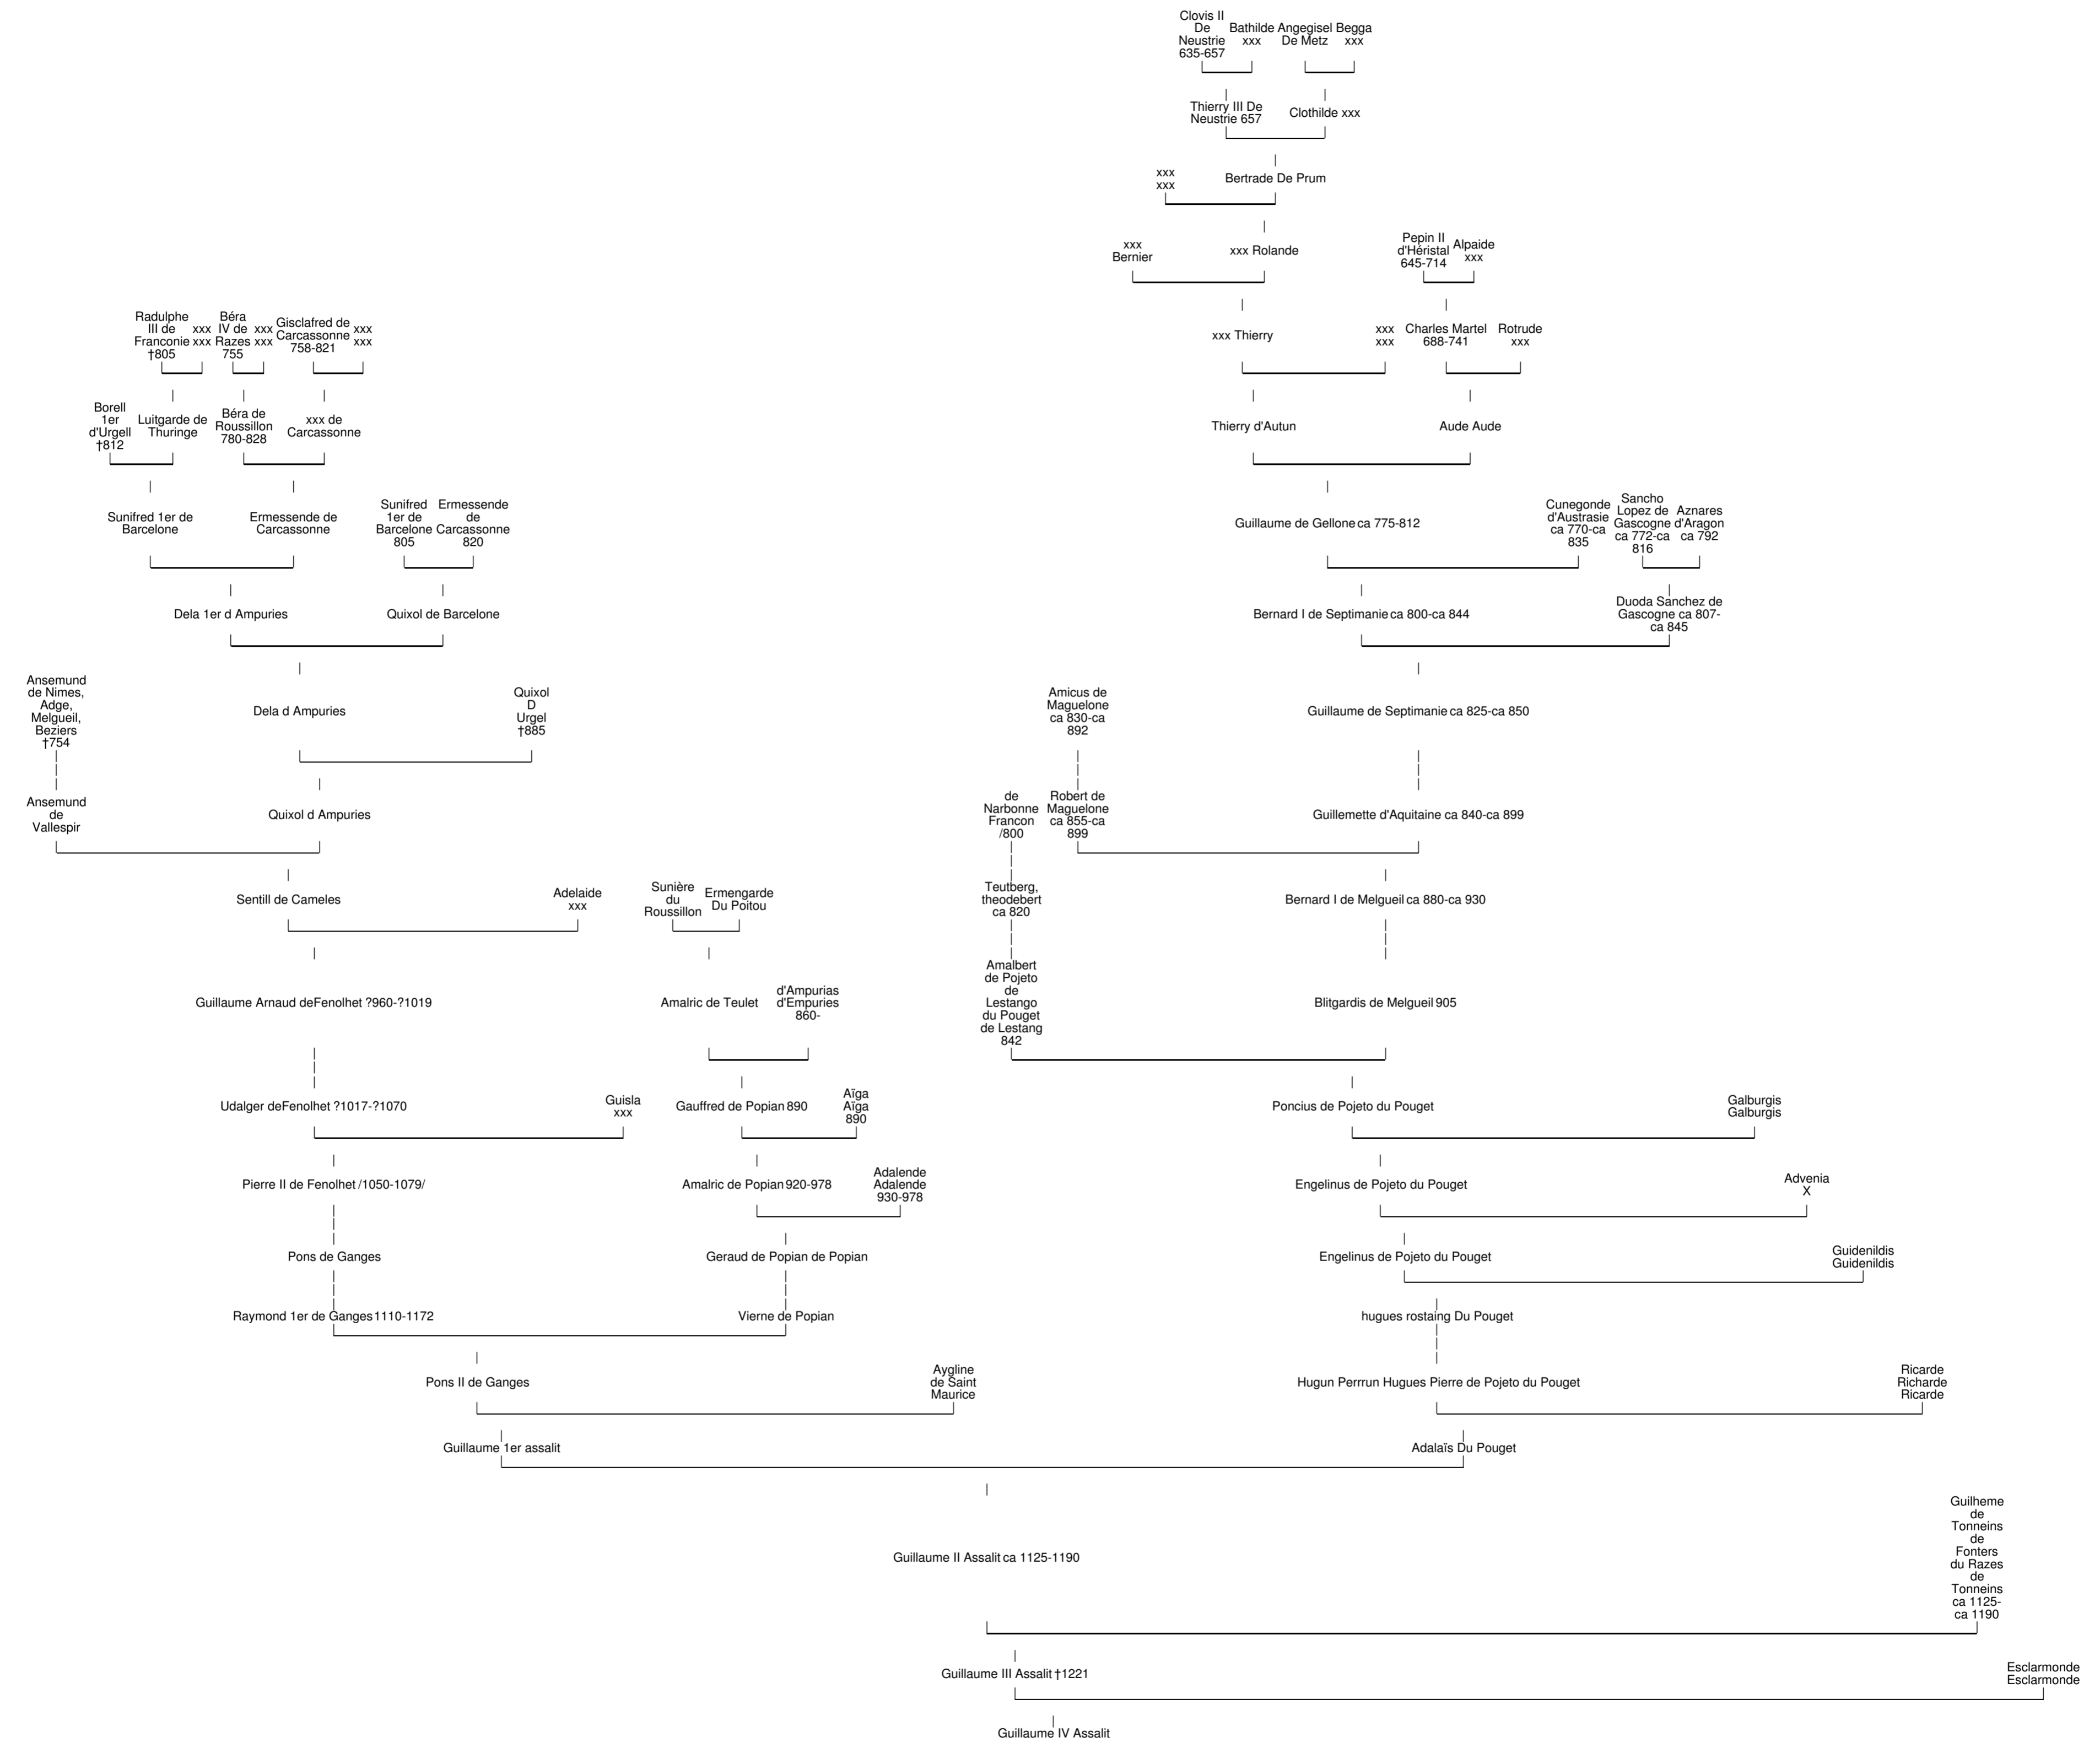 Clovis II
De
Neustrie
635-657
Bathilde
xxx
Angegisel
De Metz
Begga
xxx
Thierry III De
Neustrie 657
Clothilde xxx
xxx
xxx
Bertrade De Prum
xxx
Bernier
xxx Rolande
Pepin II
d'Héristal
645-714
Alpaide
xxx
Radulphe
III de
Franconie
†805
xxx
xxx
Béra
IV de
Razes
755
xxx
xxx
Gisclafred de
Carcassonne
758-821
xxx
xxx
xxx Thierry
xxx
xxx
Charles Martel
688-741
Rotrude
xxx
Borell
1er
d'Urgell
†812
Luitgarde de
Thuringe
Béra de
Roussillon
780-828
xxx de
Carcassonne
Thierry d'Autun
Aude Aude
Sunifred 1er de
Barcelone
Ermessende de
Carcassonne
Sunifred
1er de
Barcelone
805
Ermessende
de
Carcassonne
820
Guillaume de Gellone ca 775-812
Cunegonde
d'Austrasie
ca 770-ca
835
Sancho
Lopez de
Gascogne
ca 772-ca
816
Aznares
d'Aragon
ca 792
Dela 1er d Ampuries
Quixol de Barcelone
Bernard I de Septimanie ca 800-ca 844
Duoda Sanchez de
Gascogne ca 807-
ca 845
Ansemund
de Nimes,
Adge,
Melgueil,
Beziers
†754
Dela d Ampuries
Quixol
D
Urgel
†885
Amicus de
Maguelone
ca 830-ca
892
Guillaume de Septimanie ca 825-ca 850
Ansemund
de
Vallespir
Quixol d Ampuries
de
Narbonne
Francon
/800
Robert de
Maguelone
ca 855-ca
899
Guillemette d'Aquitaine ca 840-ca 899
Sentill de Cameles
Adelaide
xxx
Sunière
du
Roussillon
Ermengarde
Du Poitou
Teutberg,
theodebert
ca 820
Bernard I de Melgueil ca 880-ca 930
Guillaume Arnaud deFenolhet ?960-?1019
Amalric de Teulet
d'Ampurias
d'Empuries
860-
Amalbert
de Pojeto
de
Lestango
du Pouget
de Lestang
842
Blitgardis de Melgueil 905
Udalger deFenolhet ?1017-?1070
Guisla
xxx
Gauffred de Popian 890
Aïga
Aïga
890
Poncius de Pojeto du Pouget
Galburgis
Galburgis
Pierre II de Fenolhet /1050-1079/
Amalric de Popian 920-978
Adalende
Adalende
930-978
Engelinus de Pojeto du Pouget
Advenia
X
Pons de Ganges
Geraud de Popian de Popian
Engelinus de Pojeto du Pouget
Guidenildis
Guidenildis
Raymond 1er de Ganges 1110-1172
Vierne de Popian
hugues rostaing Du Pouget
Pons II de Ganges
Aygline
de Saint
Maurice
Hugun Perrrun Hugues Pierre de Pojeto du Pouget
Ricarde
Richarde
Ricarde
Guillaume 1er assalit
Adalaïs Du Pouget
Guillaume II Assalit ca 1125-1190
Guilheme
de
Tonneins
de
Fonters
du Razes
de
Tonneins
ca 1125-
ca 1190
Guillaume III Assalit †1221
Esclarmonde
Esclarmonde
Guillaume IV Assalit